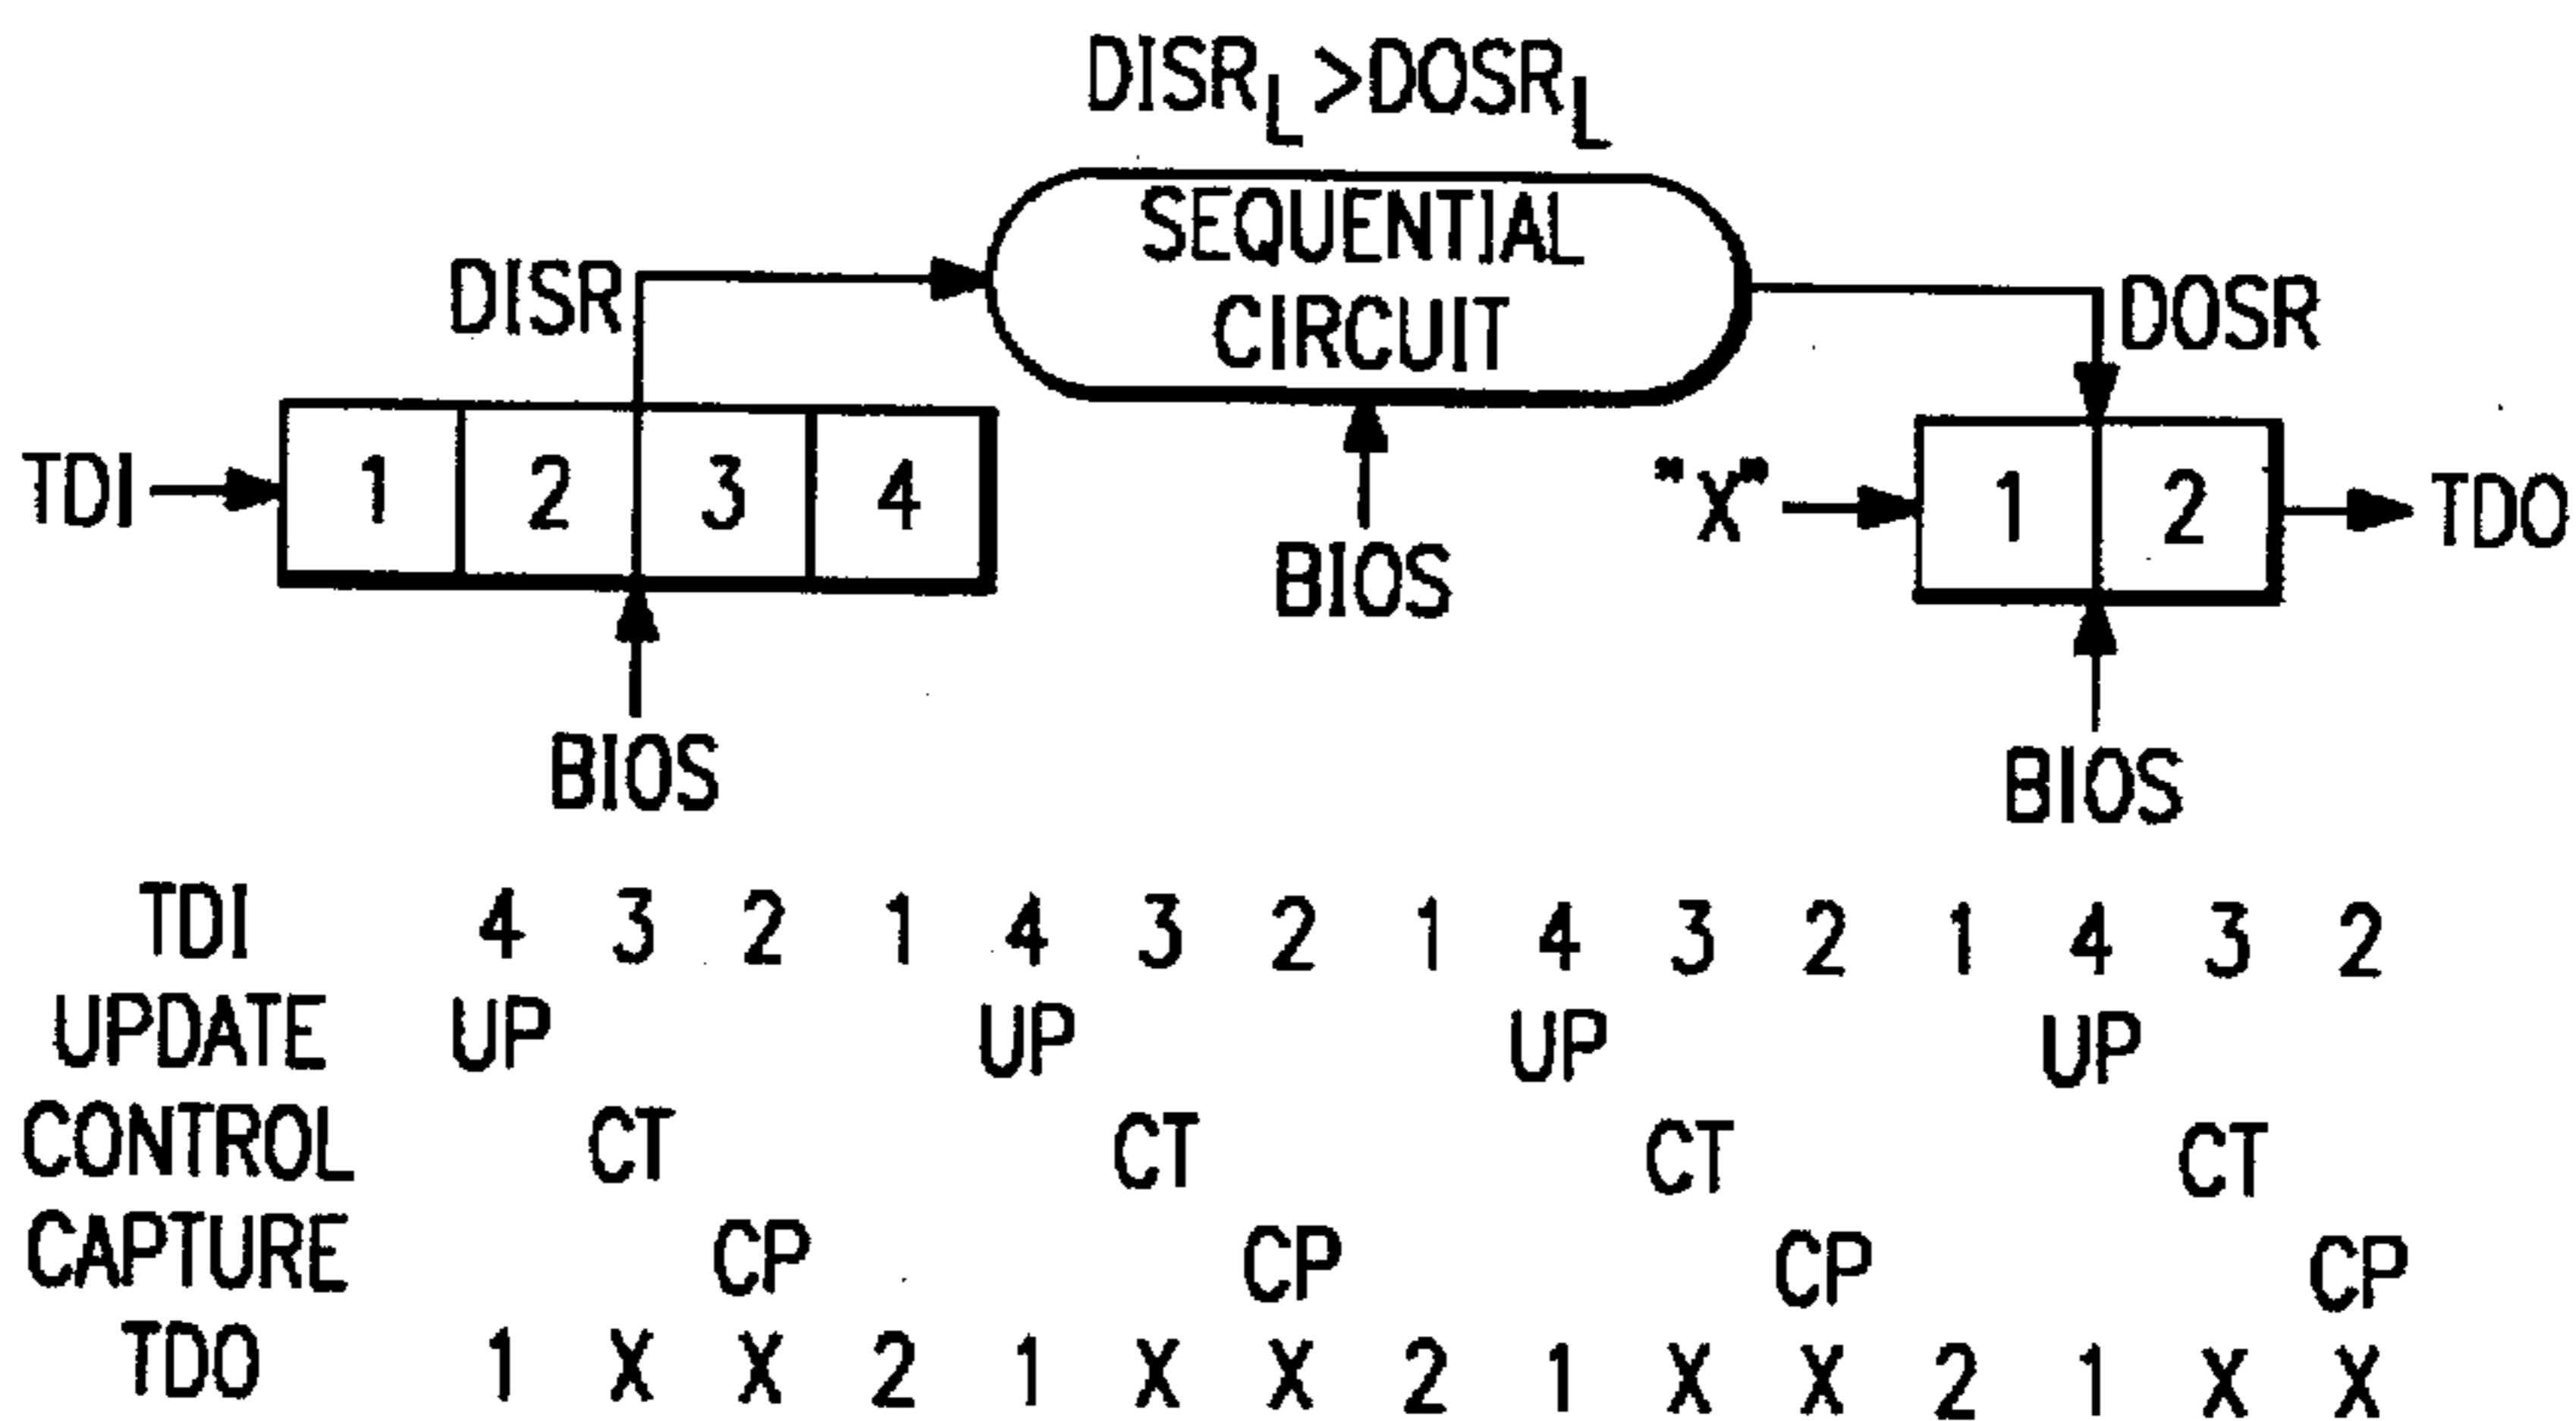 DISRL>DOSRL
SEQUENTIAL
CIRCUIT
DISR
DOSR
TDI
1 2 3 4
"X"
1 2
TDO
BIOS
BIOS
BIOS
TDI 4 3 2 1 4 3 2 1 4 3 2 1 4 3 2
UPDATE UP UP UP UP
CONTROL CT CT CT CT
CAPTURE CP CP CP CP
TDO 1 X X 2 1 X X 2 1 X X 2 1 X X